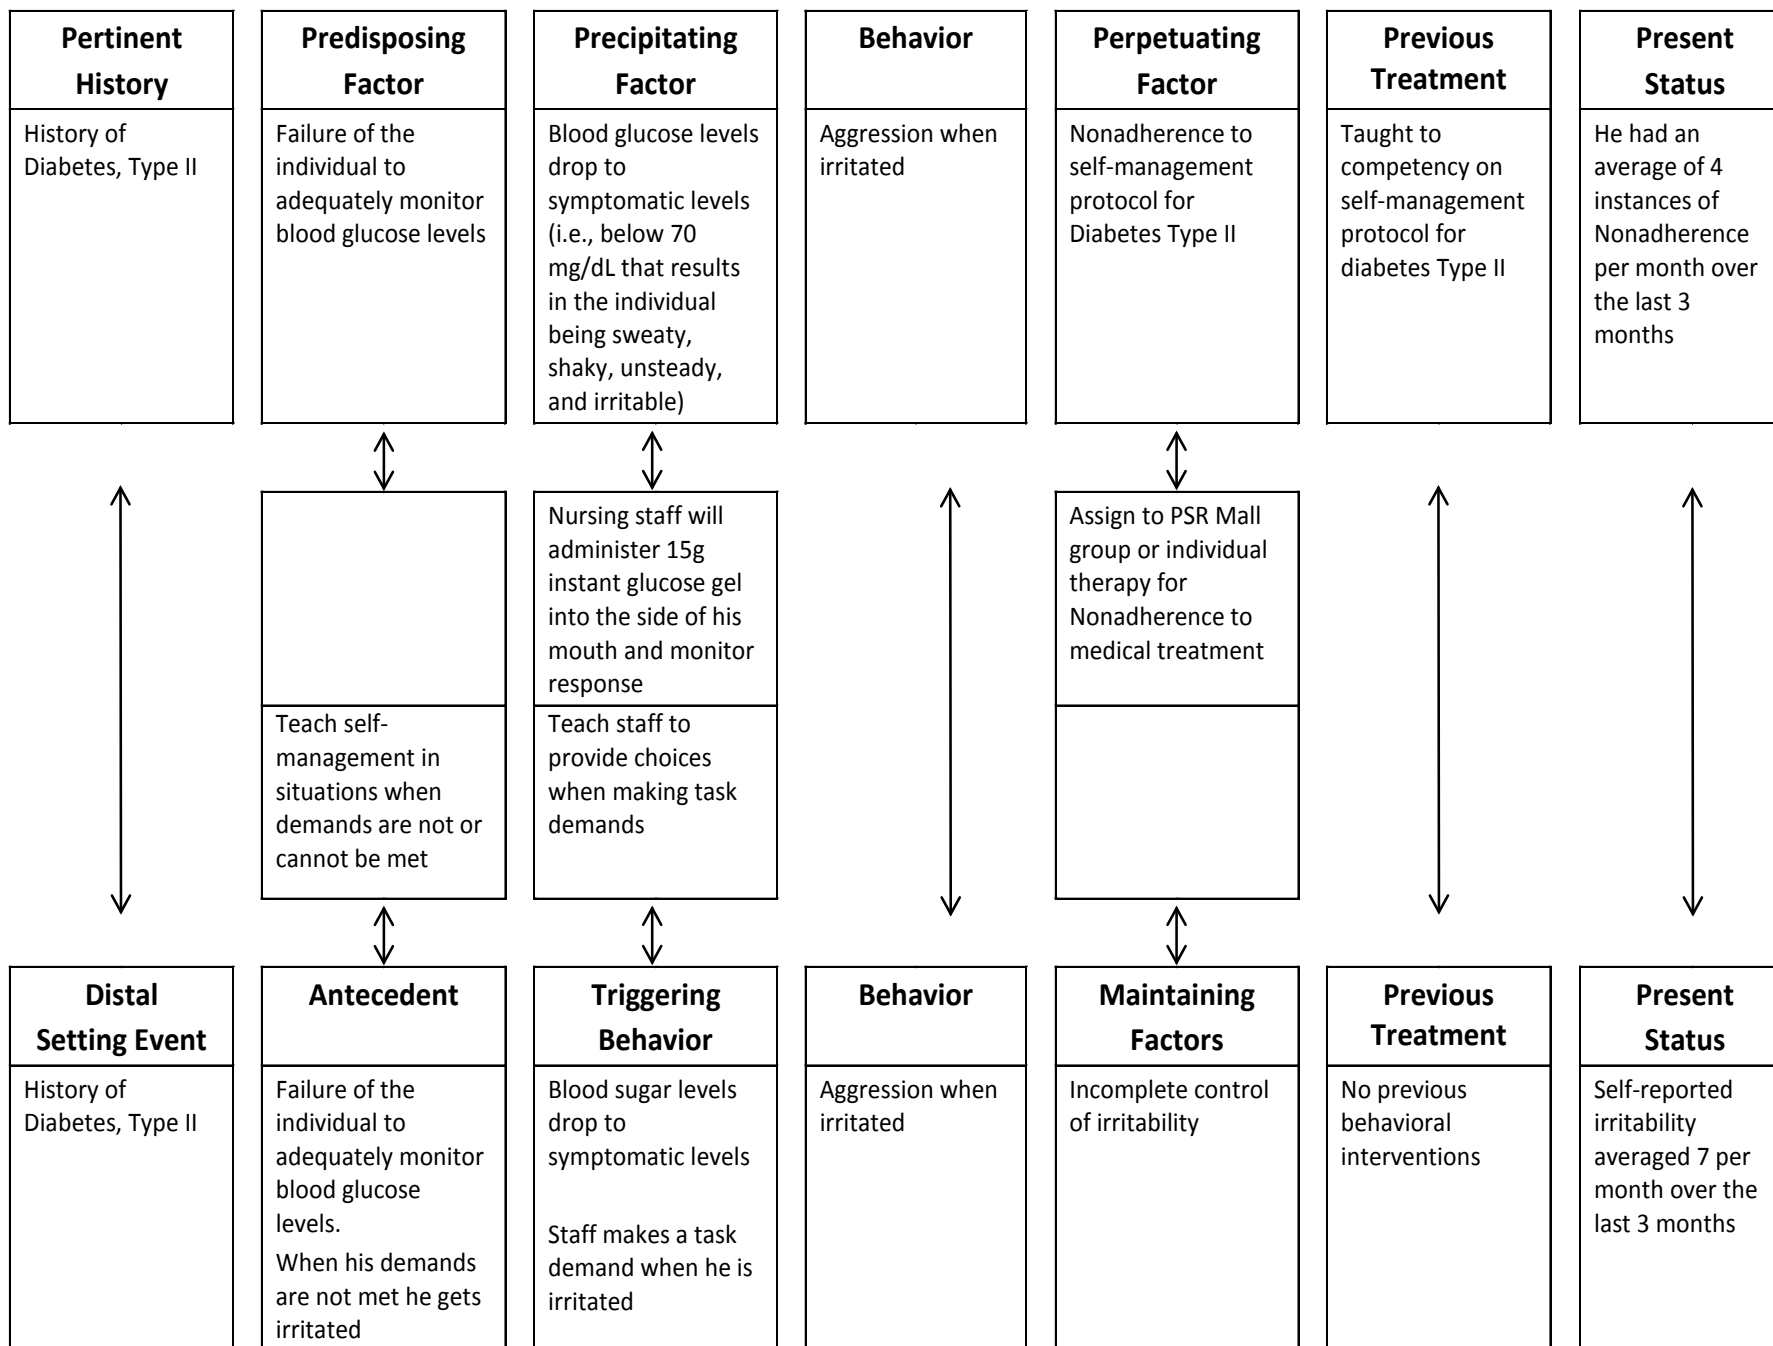 Pertinent
History
History of
Diabetes, Type II
Predisposing
Factor
Failure of the
individual to
adequately monitor
blood glucose levels
Precipitating
Factor
Blood glucose levels
drop to
symptomatic levels
(i.e., below 70
mg/dL that results
in the individual
being sweaty,
shaky, unsteady,
and irritable)
Behavior
Aggression when
irritated
Perpetuating
Factor
Nonadherence to
self-management
protocol for
Diabetes Type II
Previous
Treatment
Taught to
competency on
self-management
protocol for
diabetes Type II
Present
Status
He had an
average of 4
instances of
Nonadherence
per month over
the last 3
months
Nursing staff will
administer 15g
instant glucose gel
into the side of his
mouth and monitor
response
Assign to PSR Mall
group or individual
therapy for
Nonadherence to
medical treatment
Teach self-
management in
situations when
demands are not or
cannot be met
Teach staff to
provide choices
when making task
demands
Distal
Setting Event
History of
Diabetes, Type II
Antecedent
Failure of the
individual to
adequately monitor
blood glucose
levels.
When his demands
are not met he gets
irritated
Triggering
Behavior
Blood sugar levels
drop to
symptomatic levels
Staff makes a task
demand when he is
irritated
Behavior
Aggression when
irritated
Maintaining
Factors
Incomplete control
of irritability
Previous
Treatment
No previous
behavioral
interventions
Present
Status
Self-reported
irritability
averaged 7 per
month over the
last 3 months